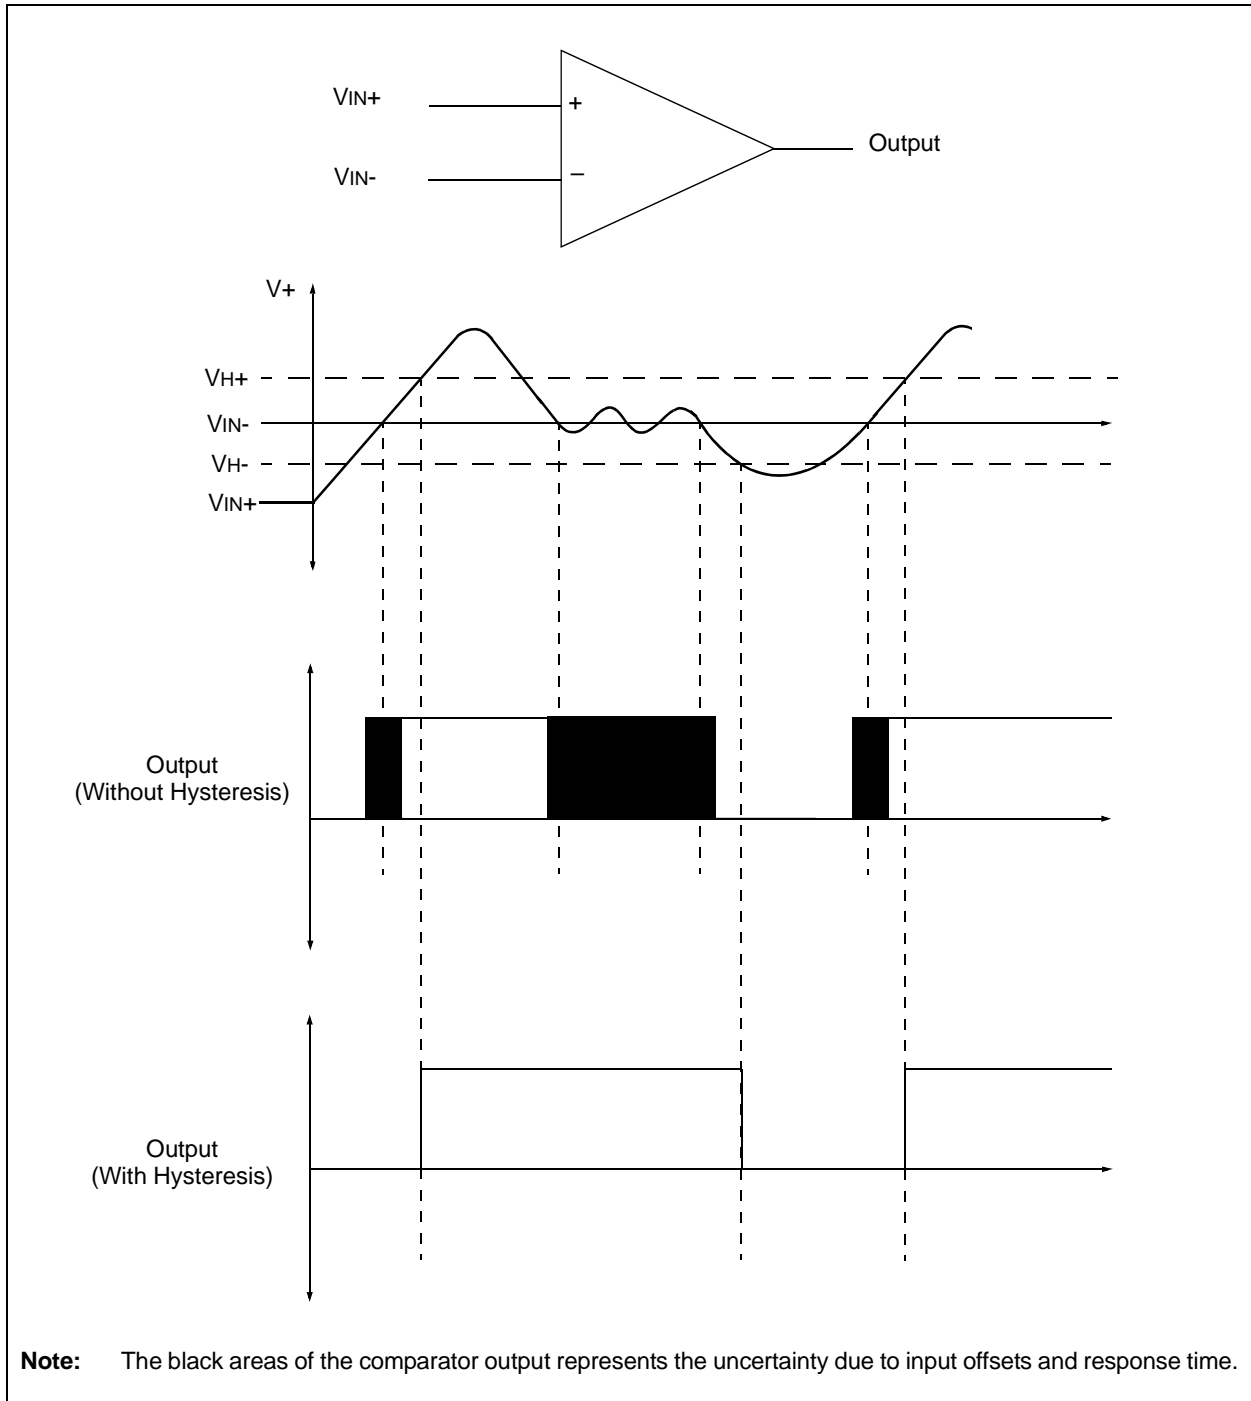 VIN+
+
Output
VIN-
–
V+
VH+
VIN-
VH-
VIN+
Output
(Without Hysteresis)
Output
(With Hysteresis)
Note: The black areas of the comparator output represents the uncertainty due to input offsets and response time.